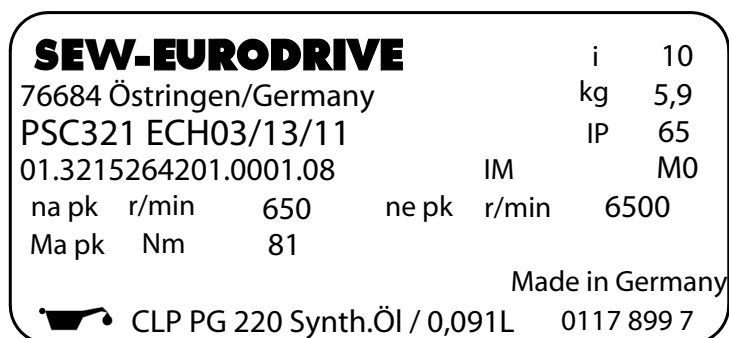 SEW-EURODRIVE i 10
76684 Östringen/Germany kg 5,9
PSC321 ECH03/13/11 IP 65
01.3215264201.0001.08 IM M0
na pk r/min 650 ne pk r/min 6500
Ma pk Nm 81
Made in Germany
CLP PG 220 Synth.Öl / 0,091L 0117 899 7